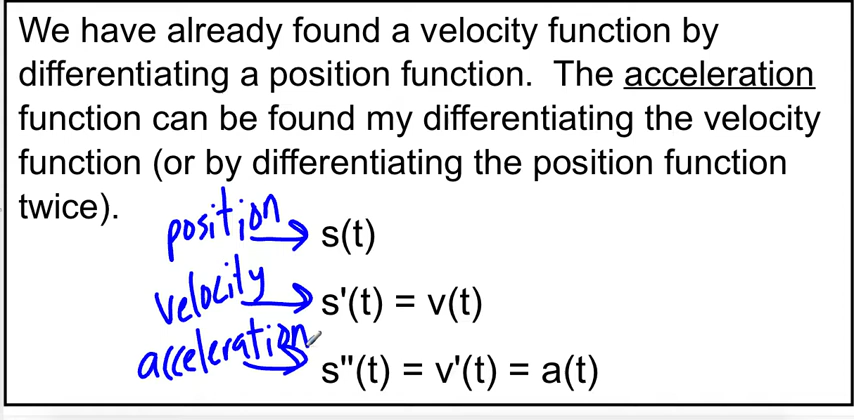 We have already found a velocity function by
differentiating a position function. The acceleration
function can be found my differentiating the velocity
function (or by differentiating the position function
twice).
position → s(t)
velocity → s'(t) = v(t)
acceleration → s"(t) = v'(t) = a(t)